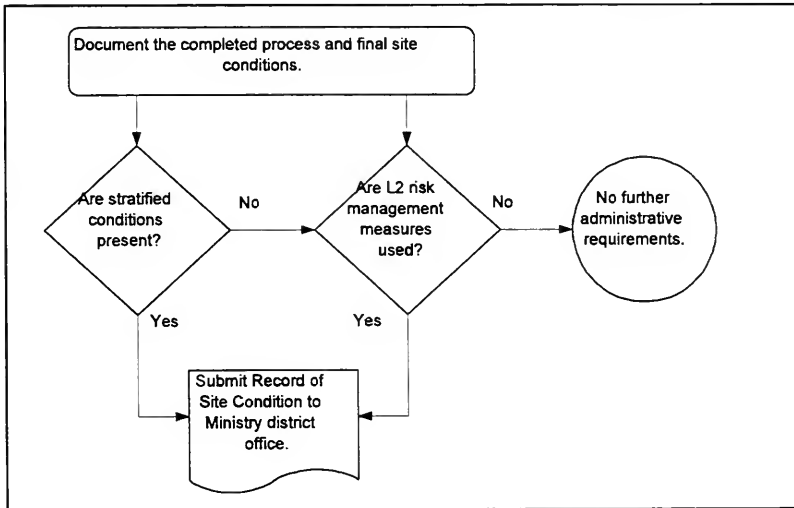 Document the completed process and final site
conditions.
Are stratified
conditions
present?
No
Are L2 risk
management
measures
used?
No
No further
administrative
requirements.
Yes
Yes
Submit Record of
Site Condition to
Ministry district
office.